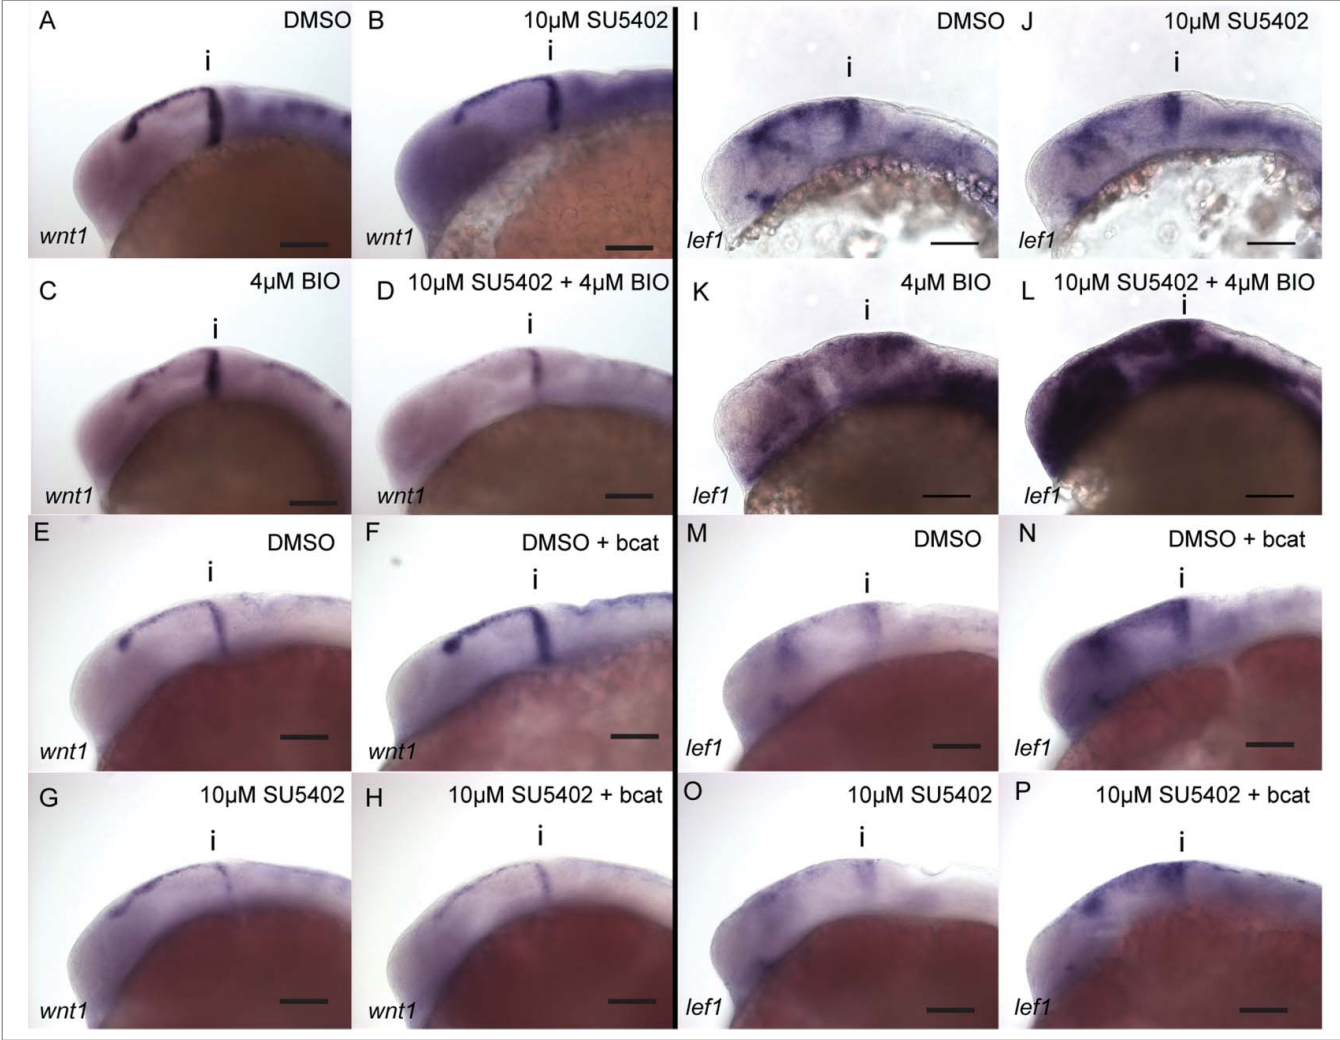 A DMSO
i
wnt1
B 10µM SU5402
i
wnt1
I DMSO
i
lef1
J 10µM SU5402
i
lef1
C 4µM BIO
i
wnt1
D 10µM SU5402 + 4µM BIO
i
wnt1
K 4µM BIO
i
lef1
L 10µM SU5402 + 4µM BIO
i
lef1
E DMSO
i
wnt1
F DMSO + bcat
i
wnt1
M DMSO
i
lef1
N DMSO + bcat
i
lef1
G 10µM SU5402
i
wnt1
H 10µM SU5402 + bcat
i
wnt1
O 10µM SU5402
i
lef1
P 10µM SU5402 + bcat
i
lef1